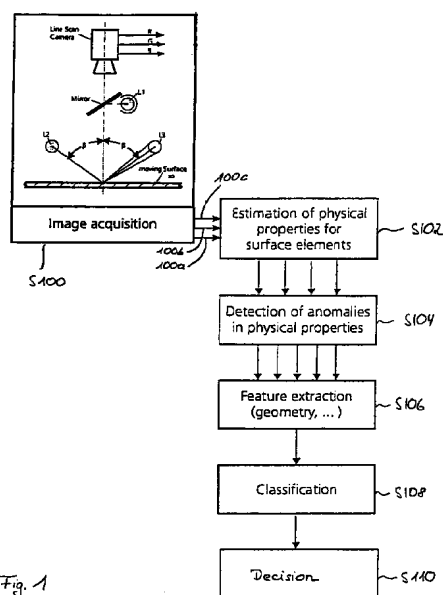 Line Scan
Camera
R
G
B
Mirror
L1
L2
L3
β
β
moving Surface
Image acquisition
100c
100b
100a
S100
Estimation of physical
properties for
surface elements
S102
Detection of anomalies
in physical properties
S104
Feature extraction
(geometry, ... )
S106
Classification
S108
Decision
S110
Fig. 1